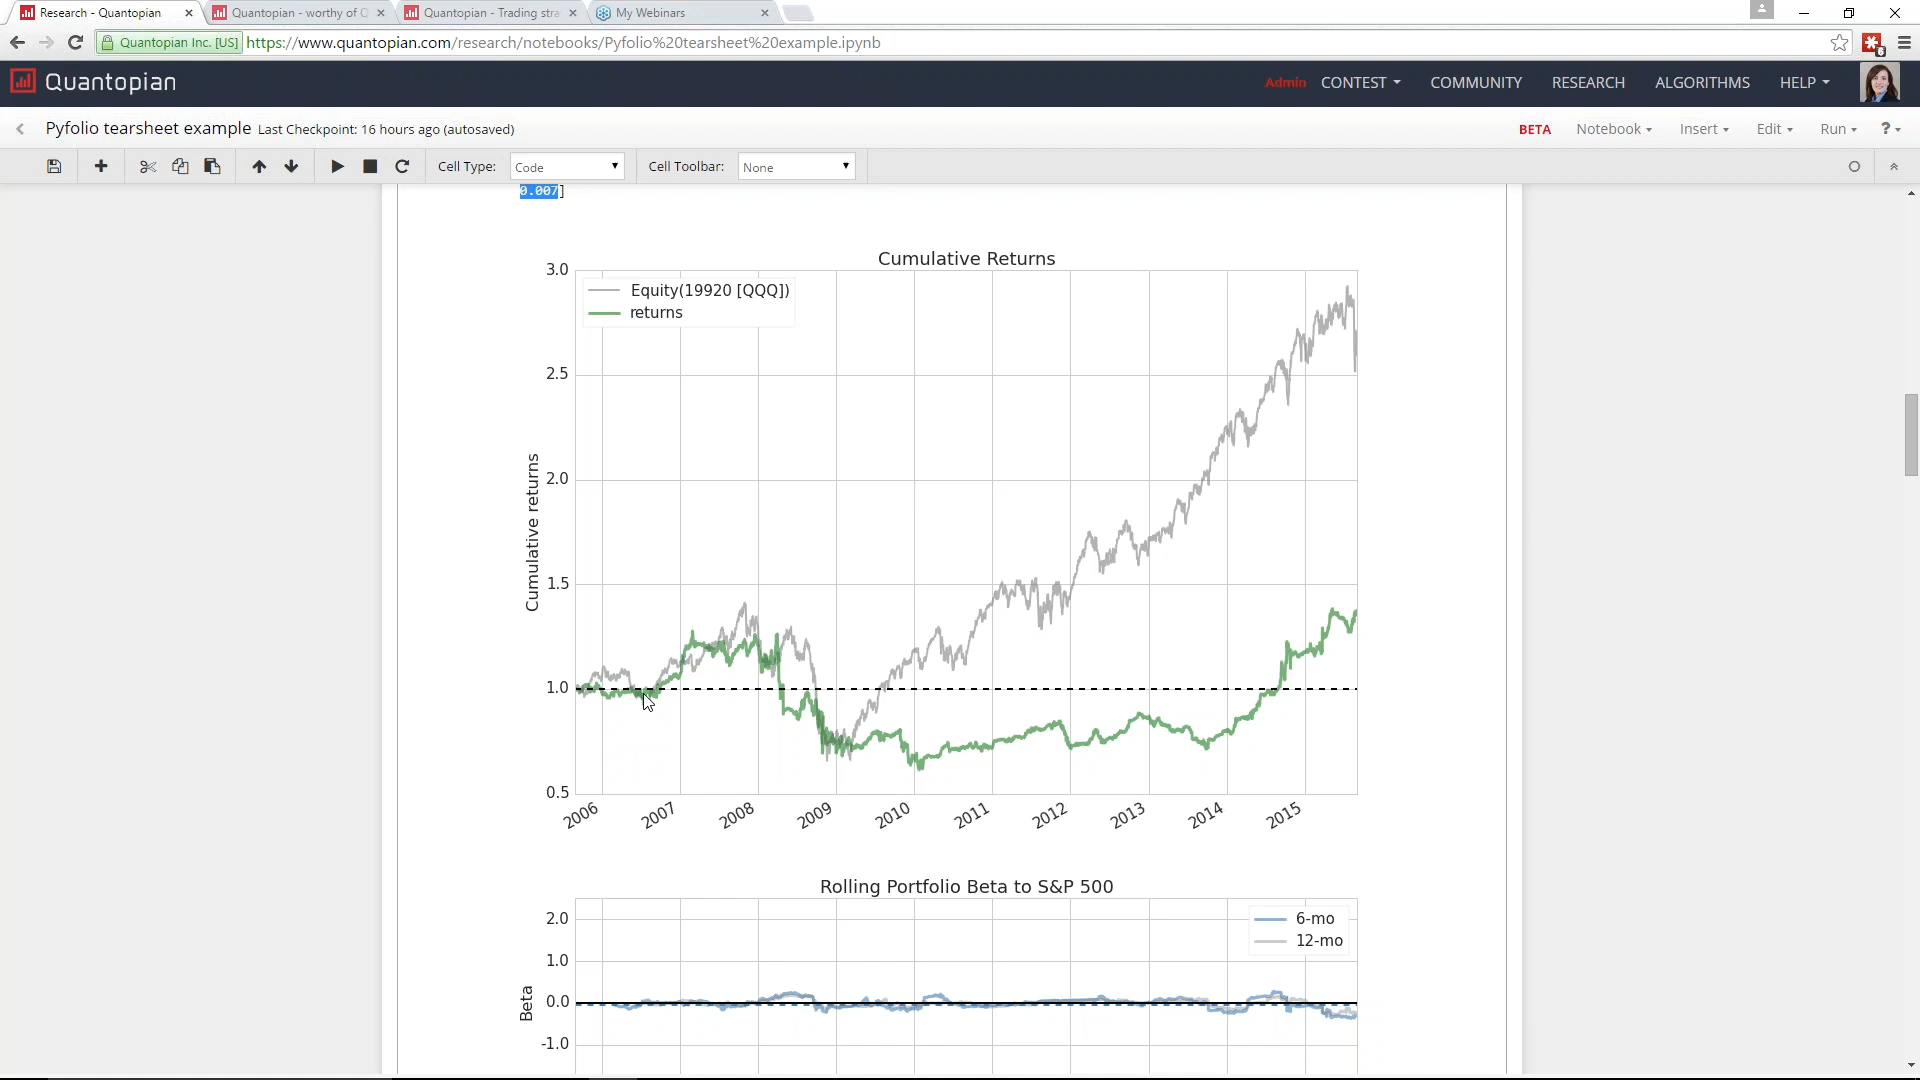 Research - Quantopian
Quantopian - worthy of Q
Quantopian - Trading stra
My Webinars
Quantopian Inc. [US]
https://www.quantopian.com/research/notebooks/Pyfolio%20tearsheet%20example.ipynb
Quantopian
Admin CONTEST COMMUNITY RESEARCH ALGORITHMS HELP
Pyfolio tearsheet example Last Checkpoint: 16 hours ago (autosaved)
BETA Notebook Insert Edit Run ?
Cell Type: Code Cell Toolbar: None
0.007]
Cumulative Returns
Equity(19920 [QQQ])
returns
Cumulative returns
3.0
2.5
2.0
1.5
1.0
0.5
2006 2007 2008 2009 2010 2011 2012 2013 2014 2015
Rolling Portfolio Beta to S&P 500
6-mo
12-mo
Beta
2.0
1.0
0.0
-1.0